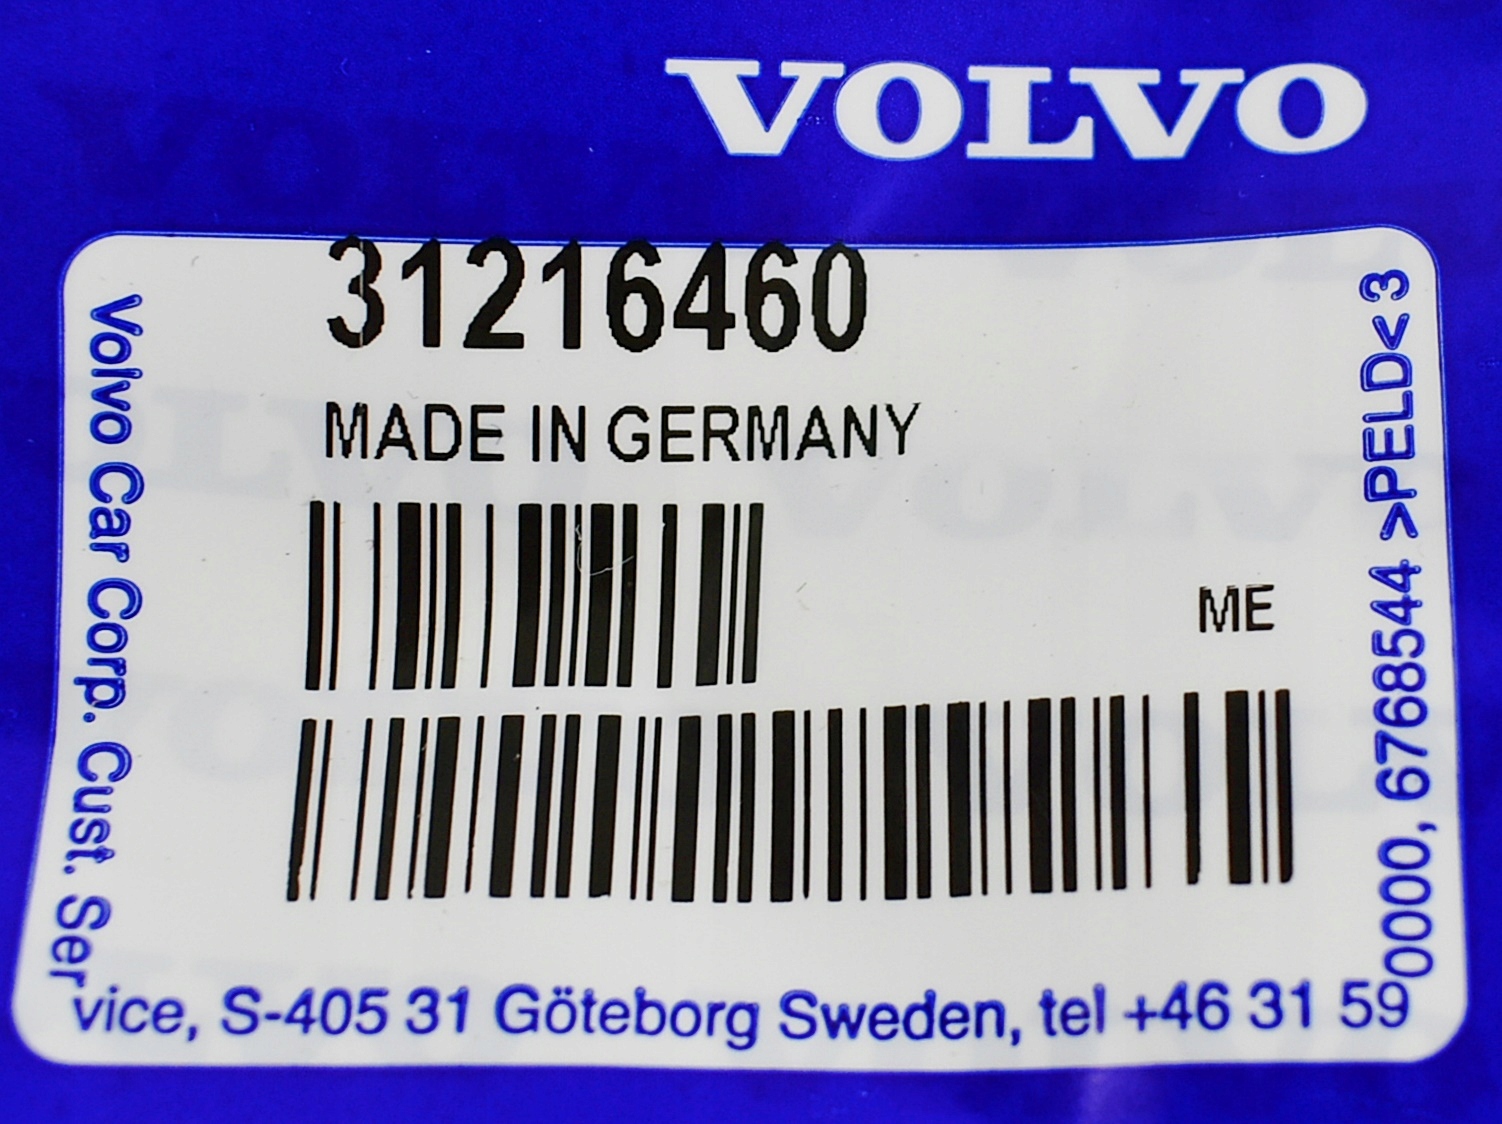 VOLVO
31216460
MADE IN GERMANY
ME
Volvo Car Corp. Cust. Service, S-405 31 Göteborg Sweden, tel +46 31 590000, 6768544 >PELD< 3